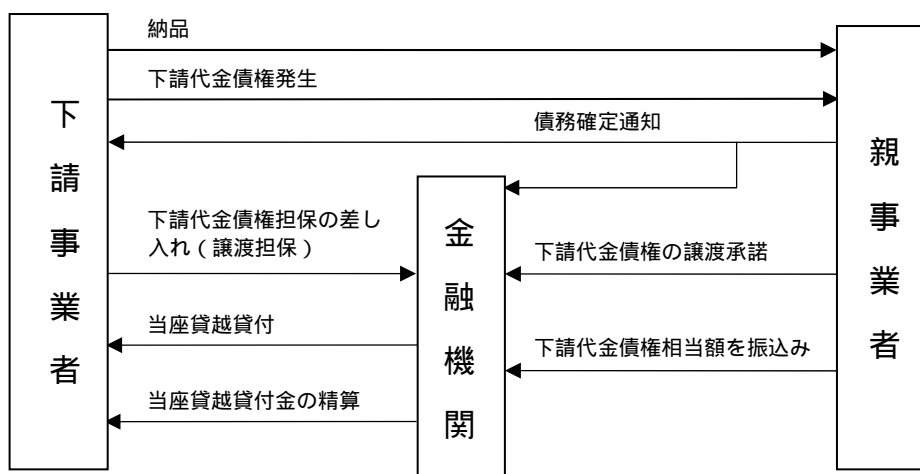 納品
下請代金債権発生
債務確定通知
下請事業者
親事業者
金融機関
下請代金債権担保の差し
入れ(譲渡担保)
下請代金債権の譲渡承諾
当座貸越貸付
下請代金債権相当額を振込み
当座貸越貸付金の精算